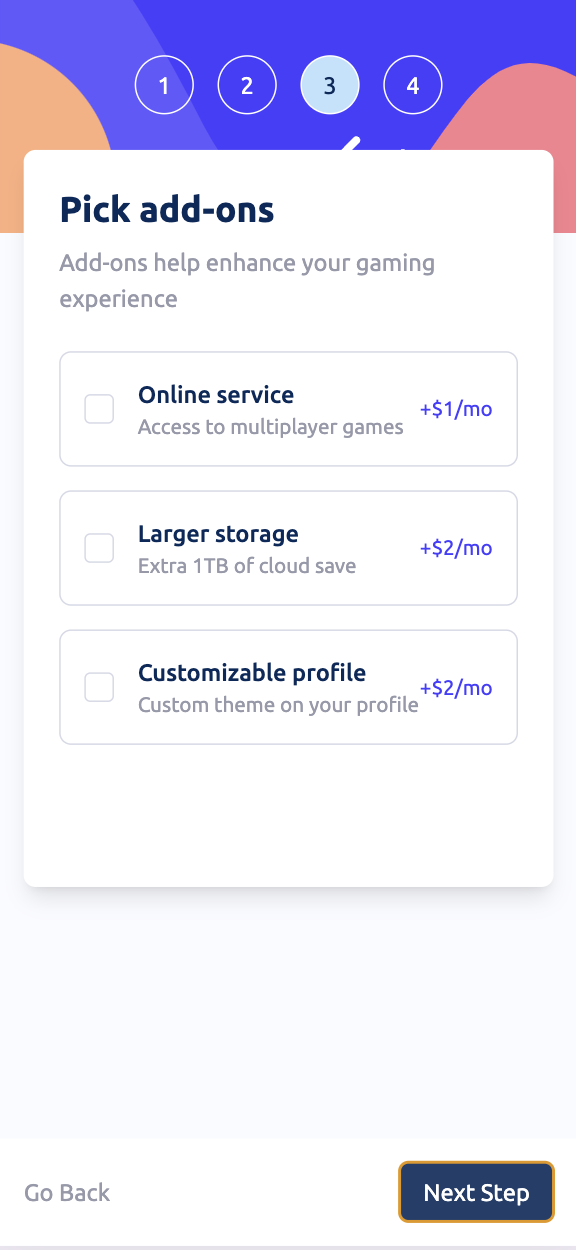 1 2 3 4
Pick add-ons
Add-ons help enhance your gaming
experience
Online service
Access to multiplayer games
+$1/mo
Larger storage
Extra 1TB of cloud save
+$2/mo
Customizable profile
Custom theme on your profile
+$2/mo
Go Back
Next Step